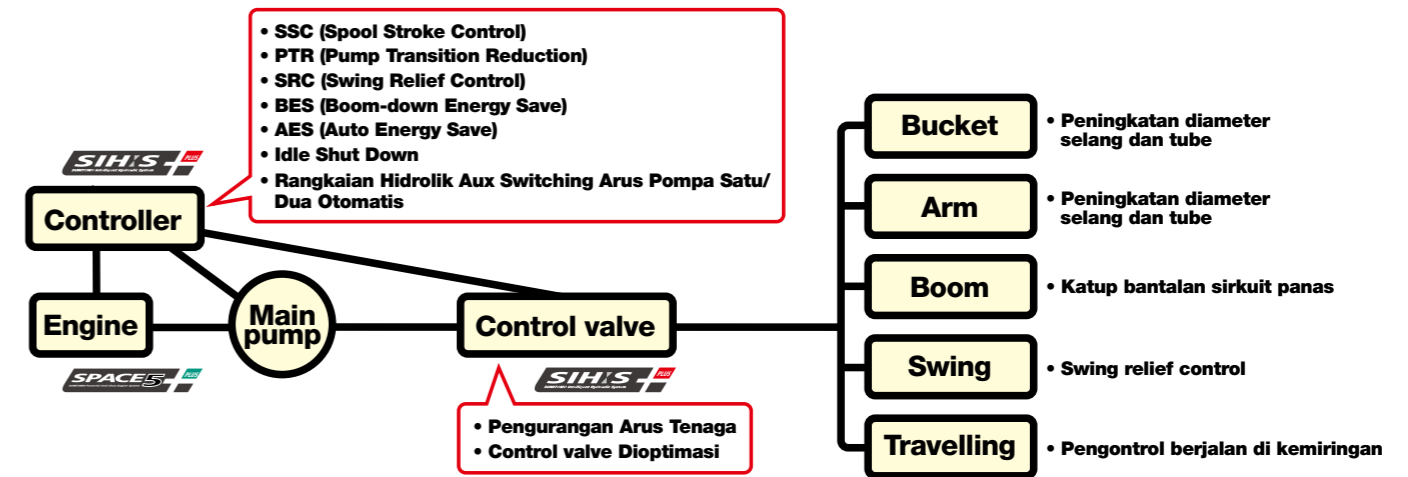 • SSC (Spool Stroke Control)
• PTR (Pump Transition Reduction)
• SRC (Swing Relief Control)
• BES (Boom-down Energy Save)
• AES (Auto Energy Save)
• Idle Shut Down
• Rangkaian Hidrolik Aux Switching Arus Pompa Satu/
Dua Otomatis
SIH:S PLUS
Controller
Engine
SPACE5 PLUS
Main
pump
Control valve
SIH:S PLUS
• Pengurangan Arus Tenaga
• Control valve Dioptimasi
Bucket
• Peningkatan diameter
selang dan tube
Arm
• Peningkatan diameter
selang dan tube
Boom
• Katup bantalan sirkuit panas
Swing
• Swing relief control
Travelling
• Pengontrol berjalan di kemiringan